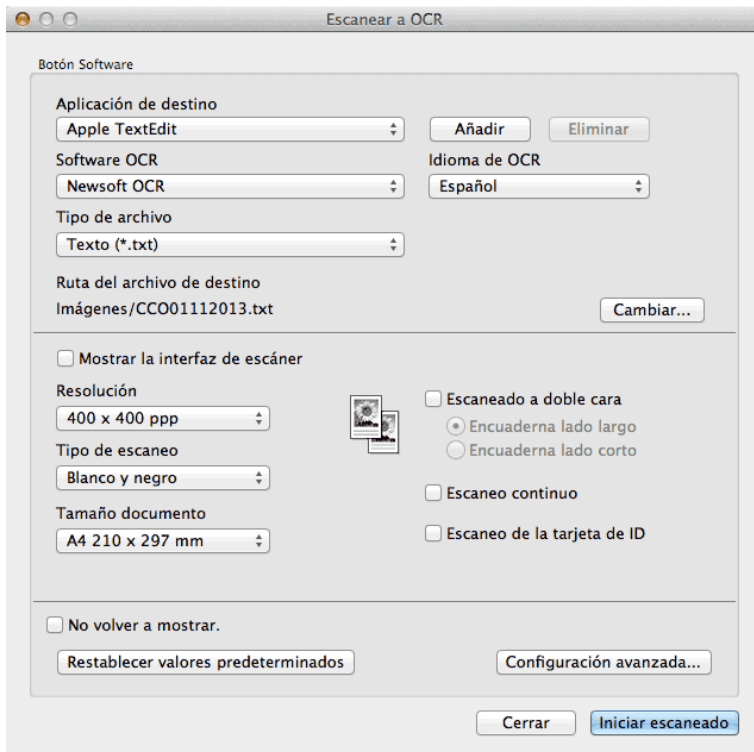 Escanear a OCR
Botón Software
Aplicación de destino
Apple TextEdit
Añadir
Eliminar
Software OCR
Idioma de OCR
Newsoft OCR
Español
Tipo de archivo
Texto (*.txt)
Ruta del archivo de destino
Imágenes/CCO01112013.txt
Cambiar...
Mostrar la interfaz de escáner
Resolución
400 x 400 ppp
Tipo de escaneo
Blanco y negro
Tamaño documento
A4 210 x 297 mm
Escaneado a doble cara
Encuaderna lado largo
Encuaderna lado corto
Escaneo continuo
Escaneo de la tarjeta de ID
No volver a mostrar.
Restablecer valores predeterminados
Configuración avanzada...
Cerrar
Iniciar escaneado